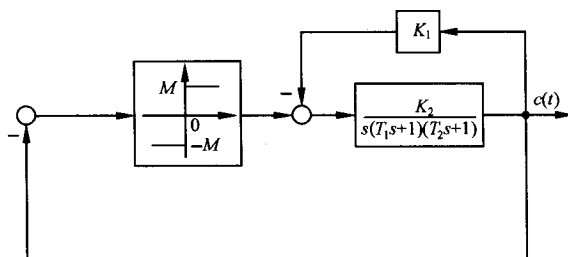 K₁
−
M
0
−M
−
K₂
s(T₁s+1)(T₂s+1)
c(t)